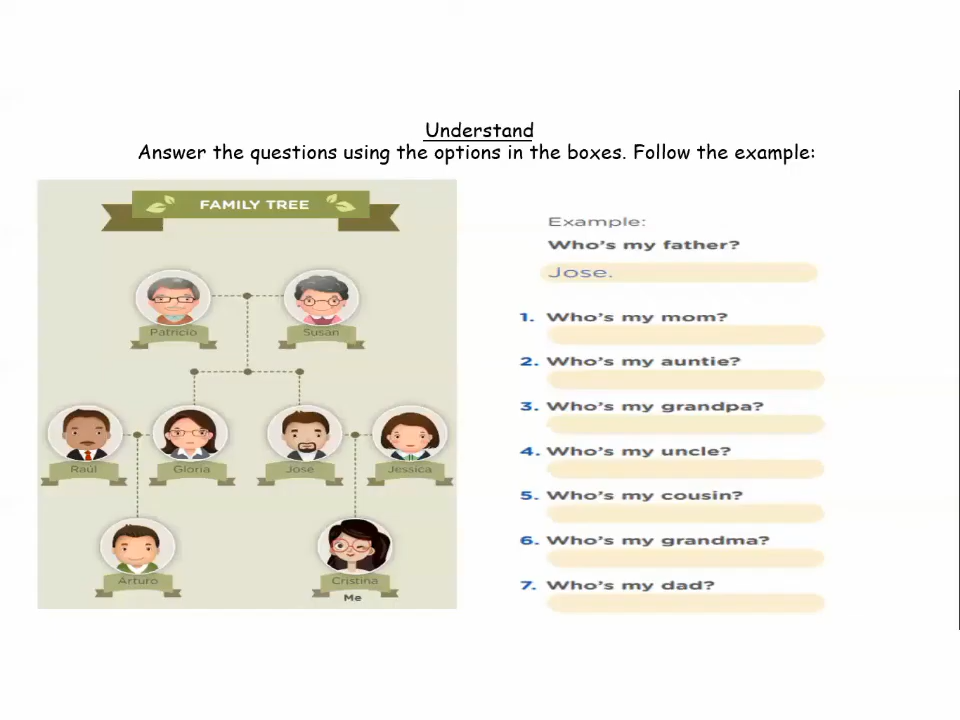 Understand
Answer the questions using the options in the boxes. Follow the example:
FAMILY TREE
Patricio
Susan
Raúl
Gloria
José
Jessica
Arturo
Cristina
Me
Example:
Who's my father?
Jose.
1. Who's my mom?
2. Who's my auntie?
3. Who's my grandpa?
4. Who's my uncle?
5. Who's my cousin?
6. Who's my grandma?
7. Who's my dad?